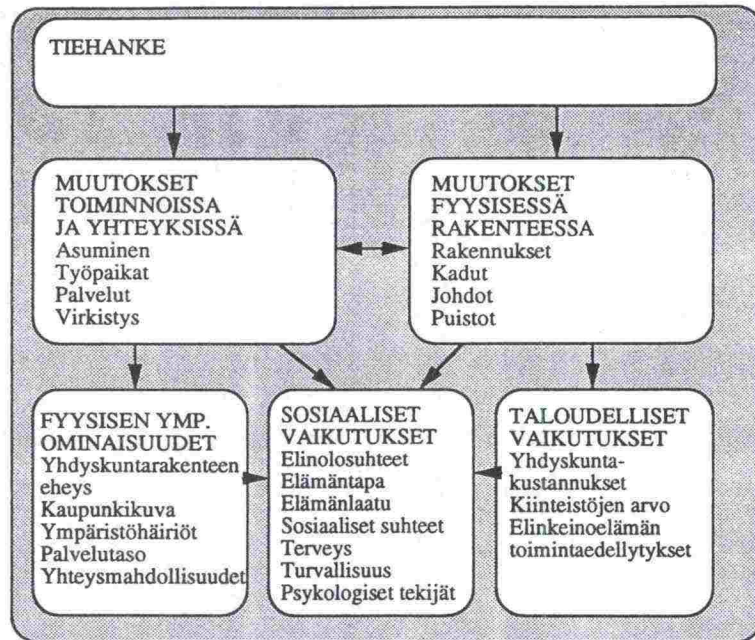 TIEHANKE
MUUTOKSET
TOIMINNOISSA
JA YHTEYKSISSÄ
Asuminen
Työpaikat
Palvelut
Virkistys
MUUTOKSET
FYYSISESSÄ
RAKENTEESSA
Rakennukset
Kadut
Johdot
Puistot
FYYSISEN YMP.
OMINAISUUDET
Yhdyskuntarakenteen
eheys
Kaupunkikuva
Ympäristöhäiriöt
Palvelutaso
Yhteysmahdollisuudet
SOSIAALISET
VAIKUTUKSET
Elinolosuhteet
Elämäntapa
Elämänlaatu
Sosiaaliset suhteet
Terveys
Turvallisuus
Psykologiset tekijät
TALOUDELLISET
VAIKUTUKSET
Yhdyskunta-
kustannukset
Kiinteistöjen arvo
Elinkeinoelämän
toimintaedellytykset